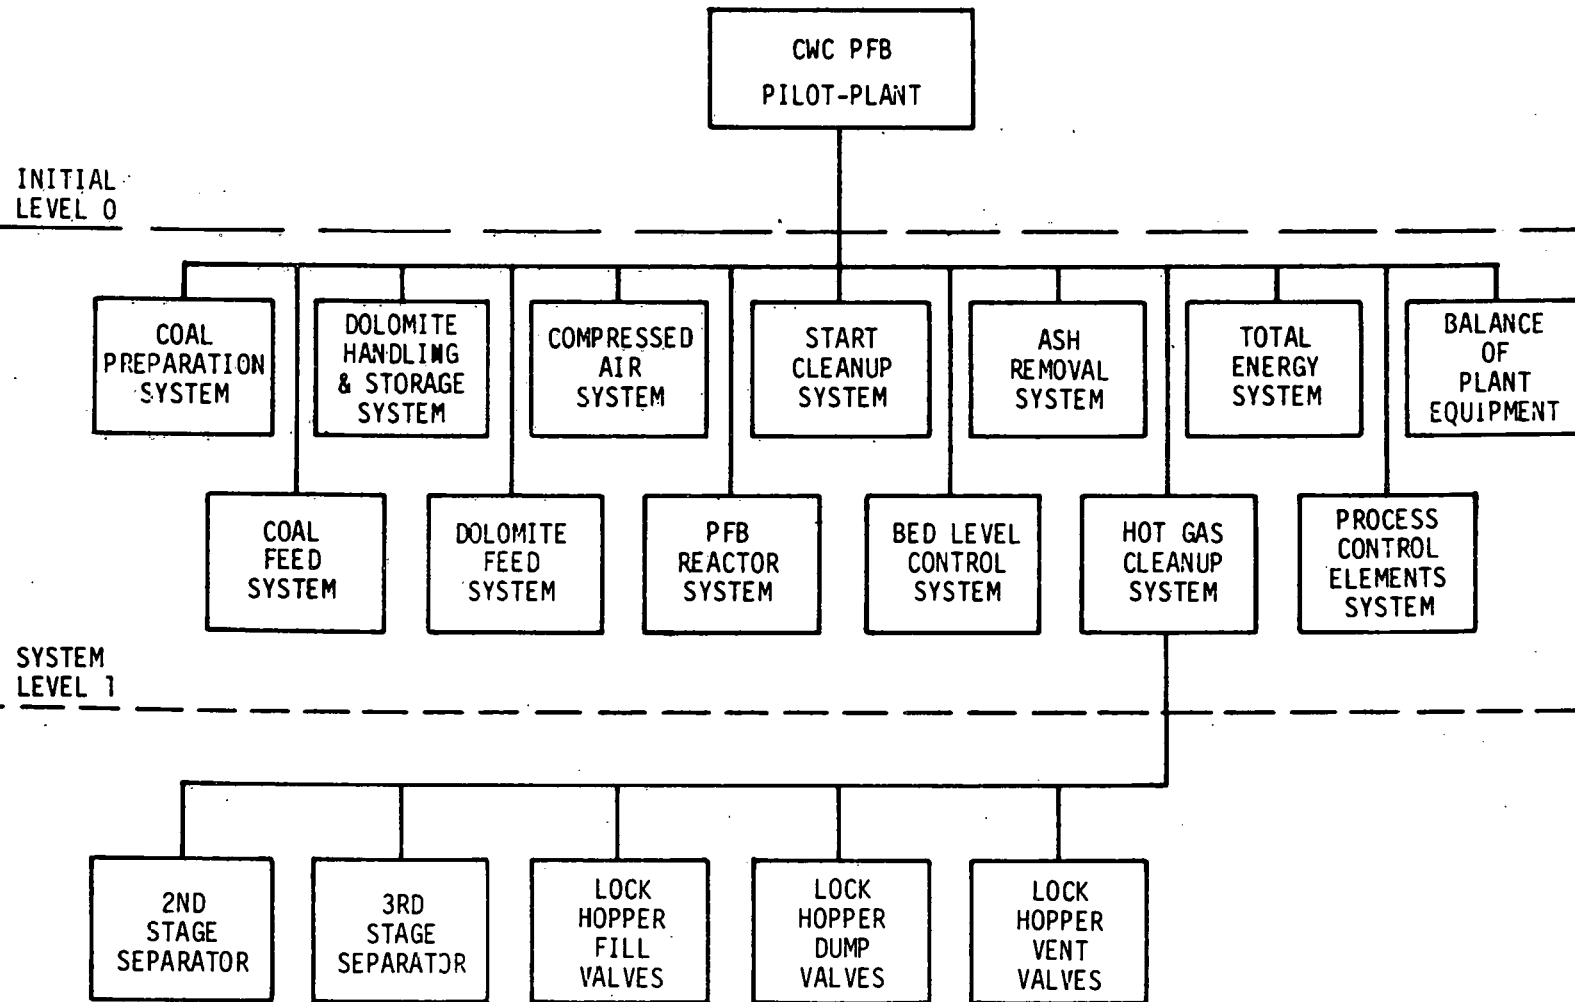 CWC PFB
PILOT-PLANT
INITIAL
LEVEL 0
COAL
PREPARATION
SYSTEM
DOLOMITE
HANDLING
& STORAGE
SYSTEM
COMPRESSED
AIR
SYSTEM
START
CLEANUP
SYSTEM
ASH
REMOVAL
SYSTEM
TOTAL
ENERGY
SYSTEM
BALANCE
OF
PLANT
EQUIPMENT
COAL
FEED
SYSTEM
DOLOMITE
FEED
SYSTEM
PFB
REACTOR
SYSTEM
BED LEVEL
CONTROL
SYSTEM
HOT GAS
CLEANUP
SYSTEM
PROCESS
CONTROL
ELEMENTS
SYSTEM
SYSTEM
LEVEL 1
2ND
STAGE
SEPARATOR
3RD
STAGE
SEPARATOR
LOCK
HOPPER
FILL
VALVES
LOCK
HOPPER
DUMP
VALVES
LOCK
HOPPER
VENT
VALVES